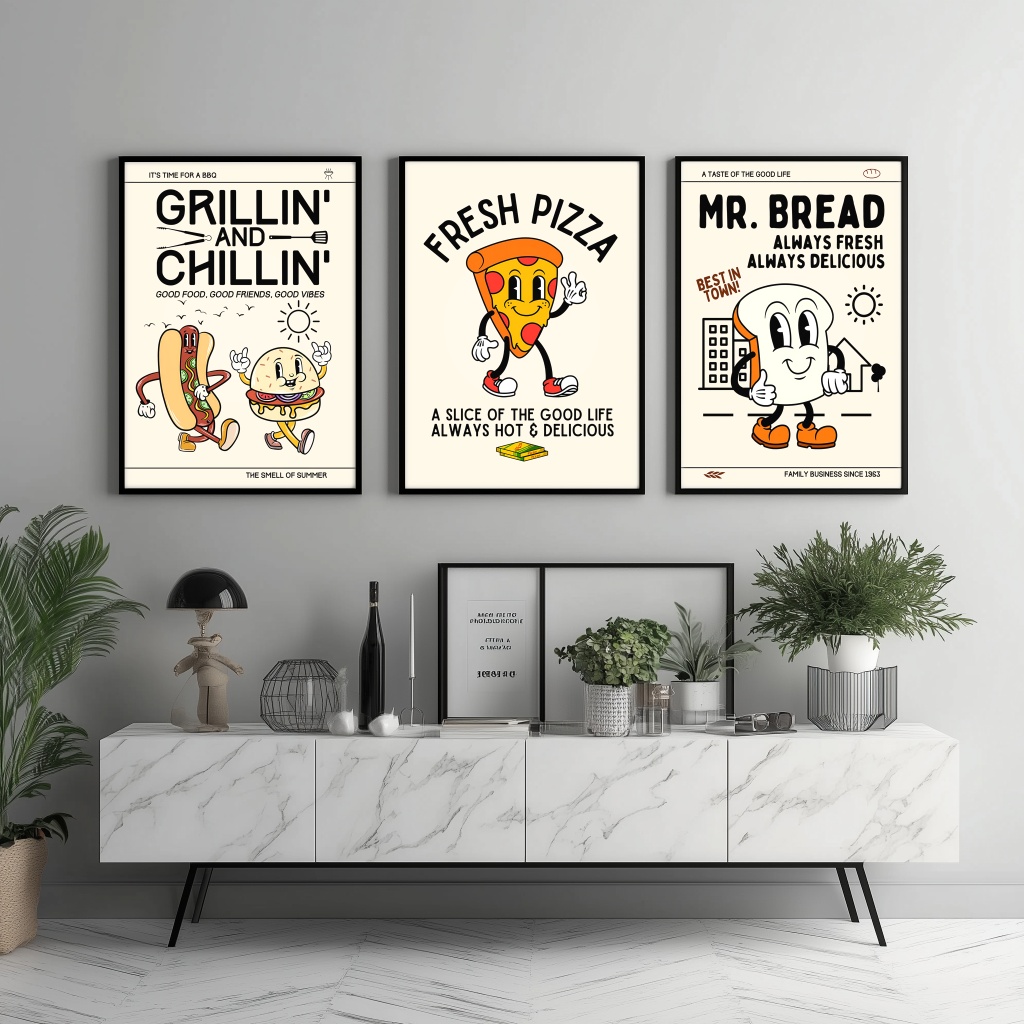 IT'S TIME FOR A BBQ
GRILLIN'
AND
CHILLIN'
GOOD FOOD, GOOD FRIENDS, GOOD VIBES
THE SMELL OF SUMMER
FRESH PIZZA
A SLICE OF THE GOOD LIFE
ALWAYS HOT & DELICIOUS
A TASTE OF THE GOOD LIFE
MR. BREAD
ALWAYS FRESH
ALWAYS DELICIOUS
BEST IN
TOWN!
FAMILY BUSINESS SINCE 1963